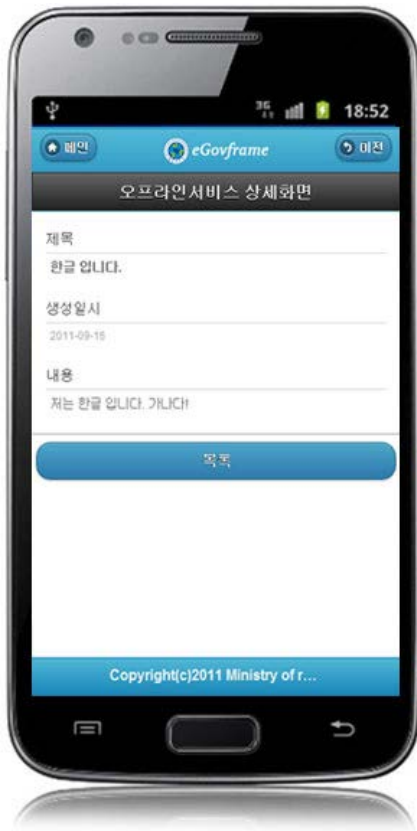 3G
18:52
메인
eGovframe
이전
오프라인서비스 상세화면
제목
한글 입니다.
생성일시
2011-09-16
내용
저는 한글 입니다. 가나다!
목록
Copyright(c)2011 Ministry of r...